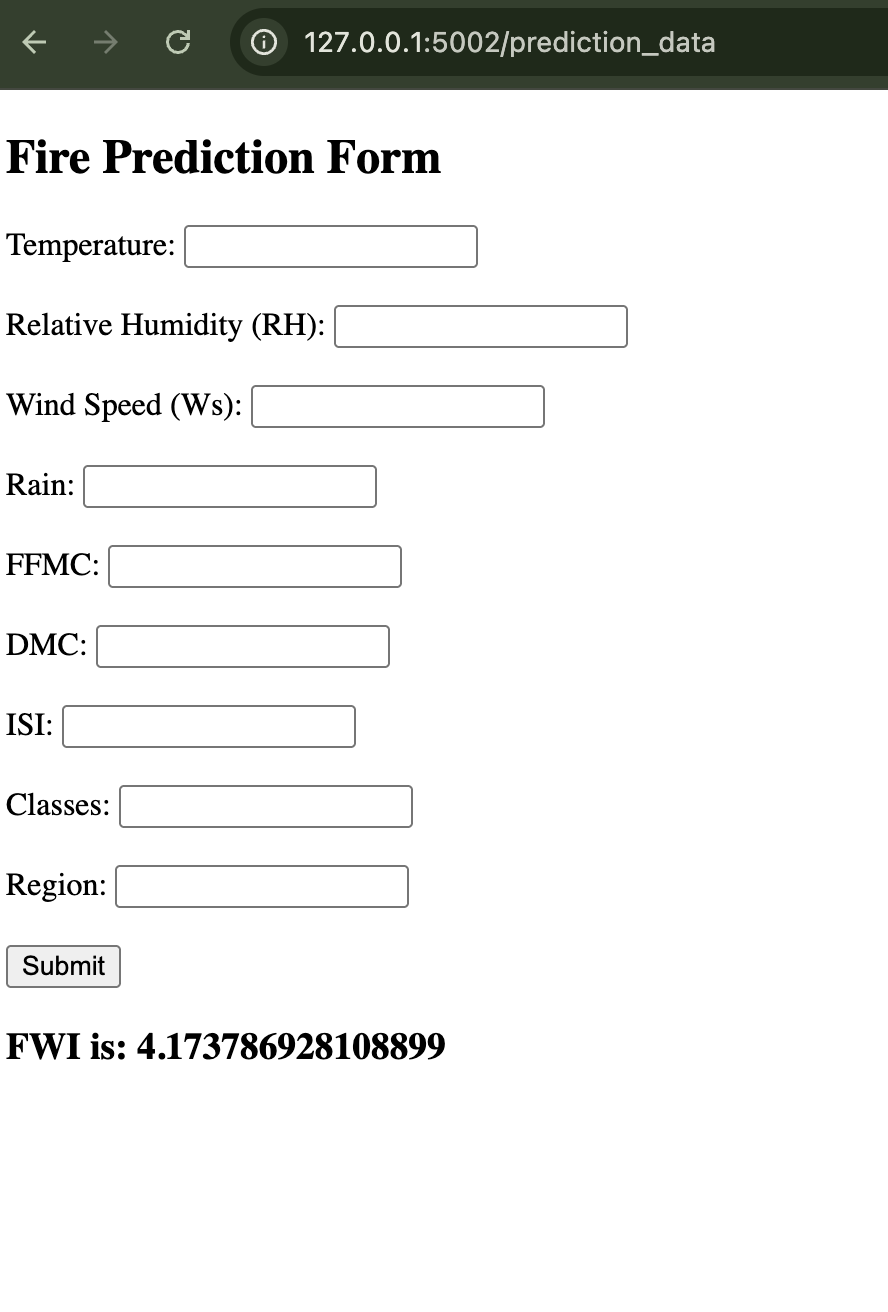 127.0.0.1:5002/prediction_data
Fire Prediction Form
Temperature:
Relative Humidity (RH):
Wind Speed (Ws):
Rain:
FFMC:
DMC:
ISI:
Classes:
Region:
Submit
FWI is: 4.173786928108899